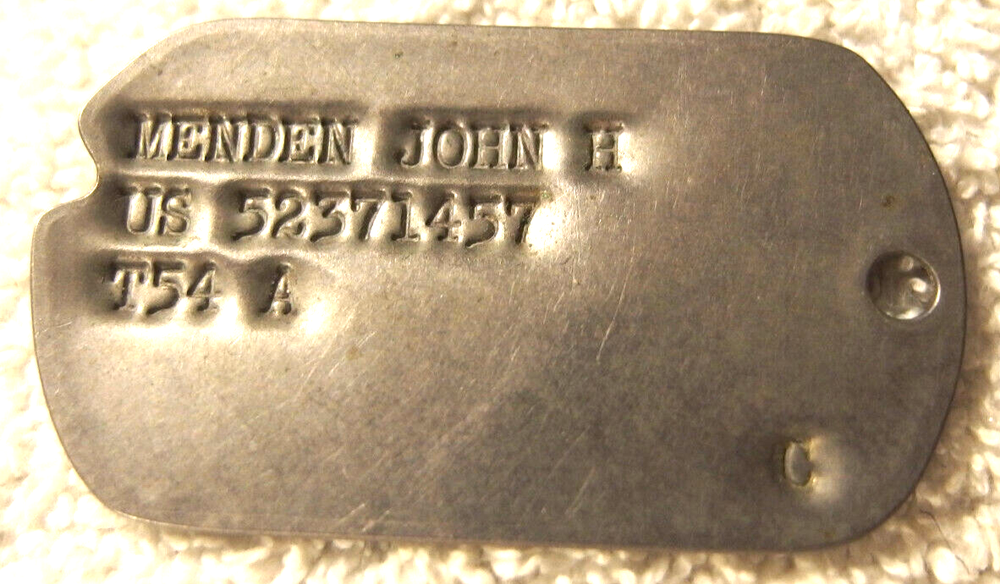 MENDEN JOHN H
US 52371457
T54 A
C